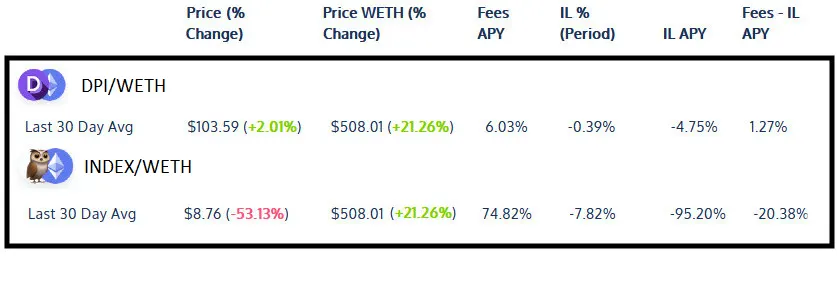 Price (% Change) Price WETH (% Change) Fees APY IL % (Period) IL APY Fees - IL APY
D DPI/WETH
Last 30 Day Avg $103.59 (+2.01%) $508.01 (+21.26%) 6.03% -0.39% -4.75% 1.27%
INDEX/WETH
Last 30 Day Avg $8.76 (-53.13%) $508.01 (+21.26%) 74.82% -7.82% -95.20% -20.38%